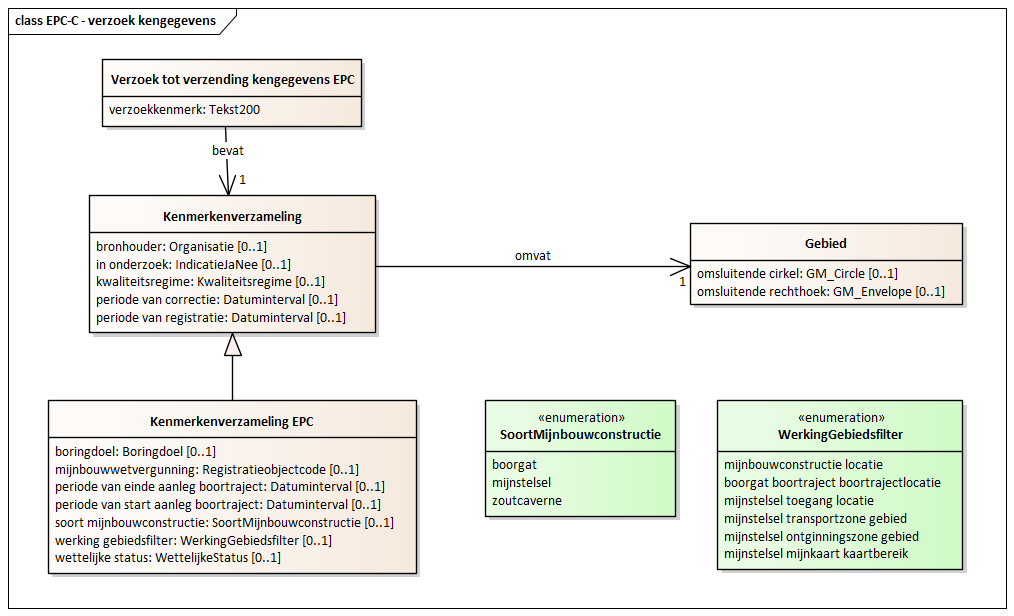 class EPC-C - verzoek kengegevens
Verzoek tot verzending kengegevens EPC
verzoekkenmerk: Tekst200
bevat
1
Kenmerkenverzameling
bronhouder: Organisatie [0..1]
in onderzoek: IndicatieJaNee [0..1]
kwaliteitsregime: Kwaliteitsregime [0..1]
periode van correctie: Datuminterval [0..1]
periode van registratie: Datuminterval [0..1]
omvat
1
Gebied
omsluitende cirkel: GM_Circle [0..1]
omsluitende rechthoek: GM_Envelope [0..1]
Kenmerkenverzameling EPC
boringdoel: Boringdoel [0..1]
mijnbouwwetvergunning: Registratieobjectcode [0..1]
periode van einde aanleg boortraject: Datuminterval [0..1]
periode van start aanleg boortraject: Datuminterval [0..1]
soort mijnbouwconstructie: SoortMijnbouwconstructie [0..1]
werking gebiedsfilter: WerkingGebiedsfilter [0..1]
wettelijke status: WettelijkeStatus [0..1]
«enumeration»
SoortMijnbouwconstructie
boorgat
mijnstelsel
zoutcaverne
«enumeration»
WerkingGebiedsfilter
mijnbouwconstructie locatie
boorgat boortraject boortrajectlocatie
mijnstelsel toegang locatie
mijnstelsel transportzone gebied
mijnstelsel ontginningszone gebied
mijnstelsel mijnkaart kaartbereik